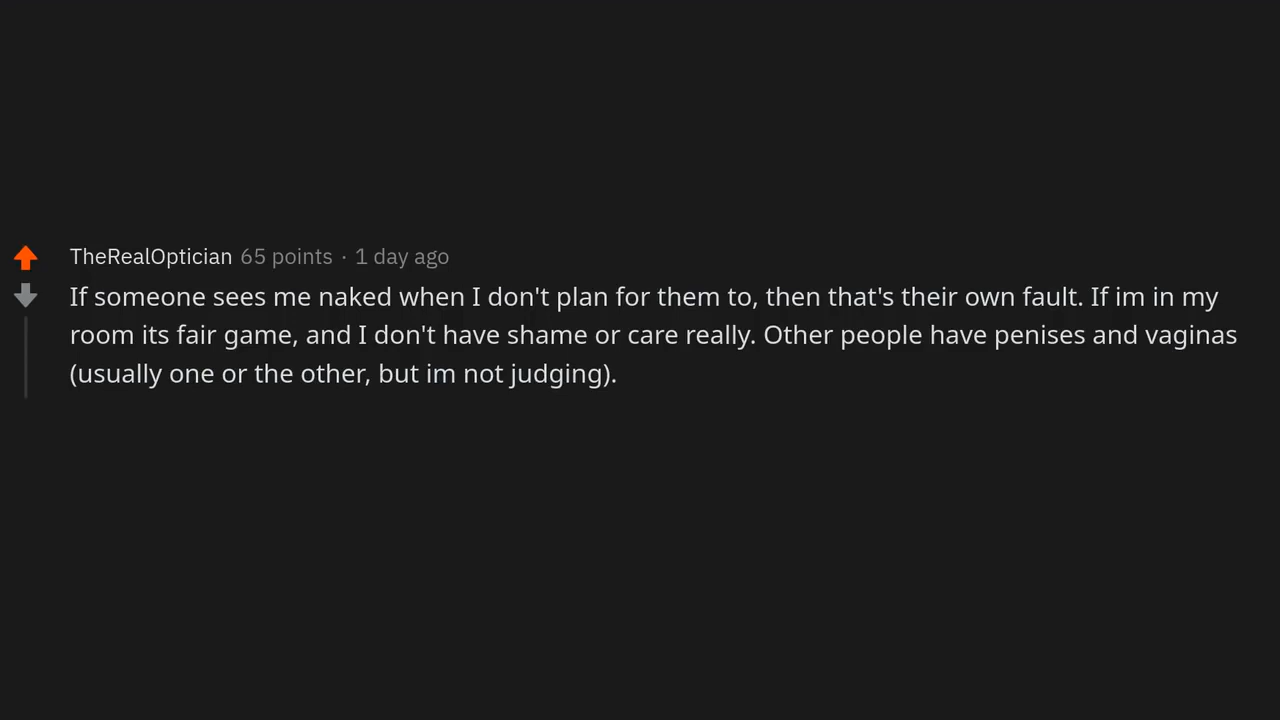 TheRealOptician 65 points · 1 day ago
If someone sees me naked when I don't plan for them to, then that's their own fault. If im in my
room its fair game, and I don't have shame or care really. Other people have penises and vaginas
(usually one or the other, but im not judging).